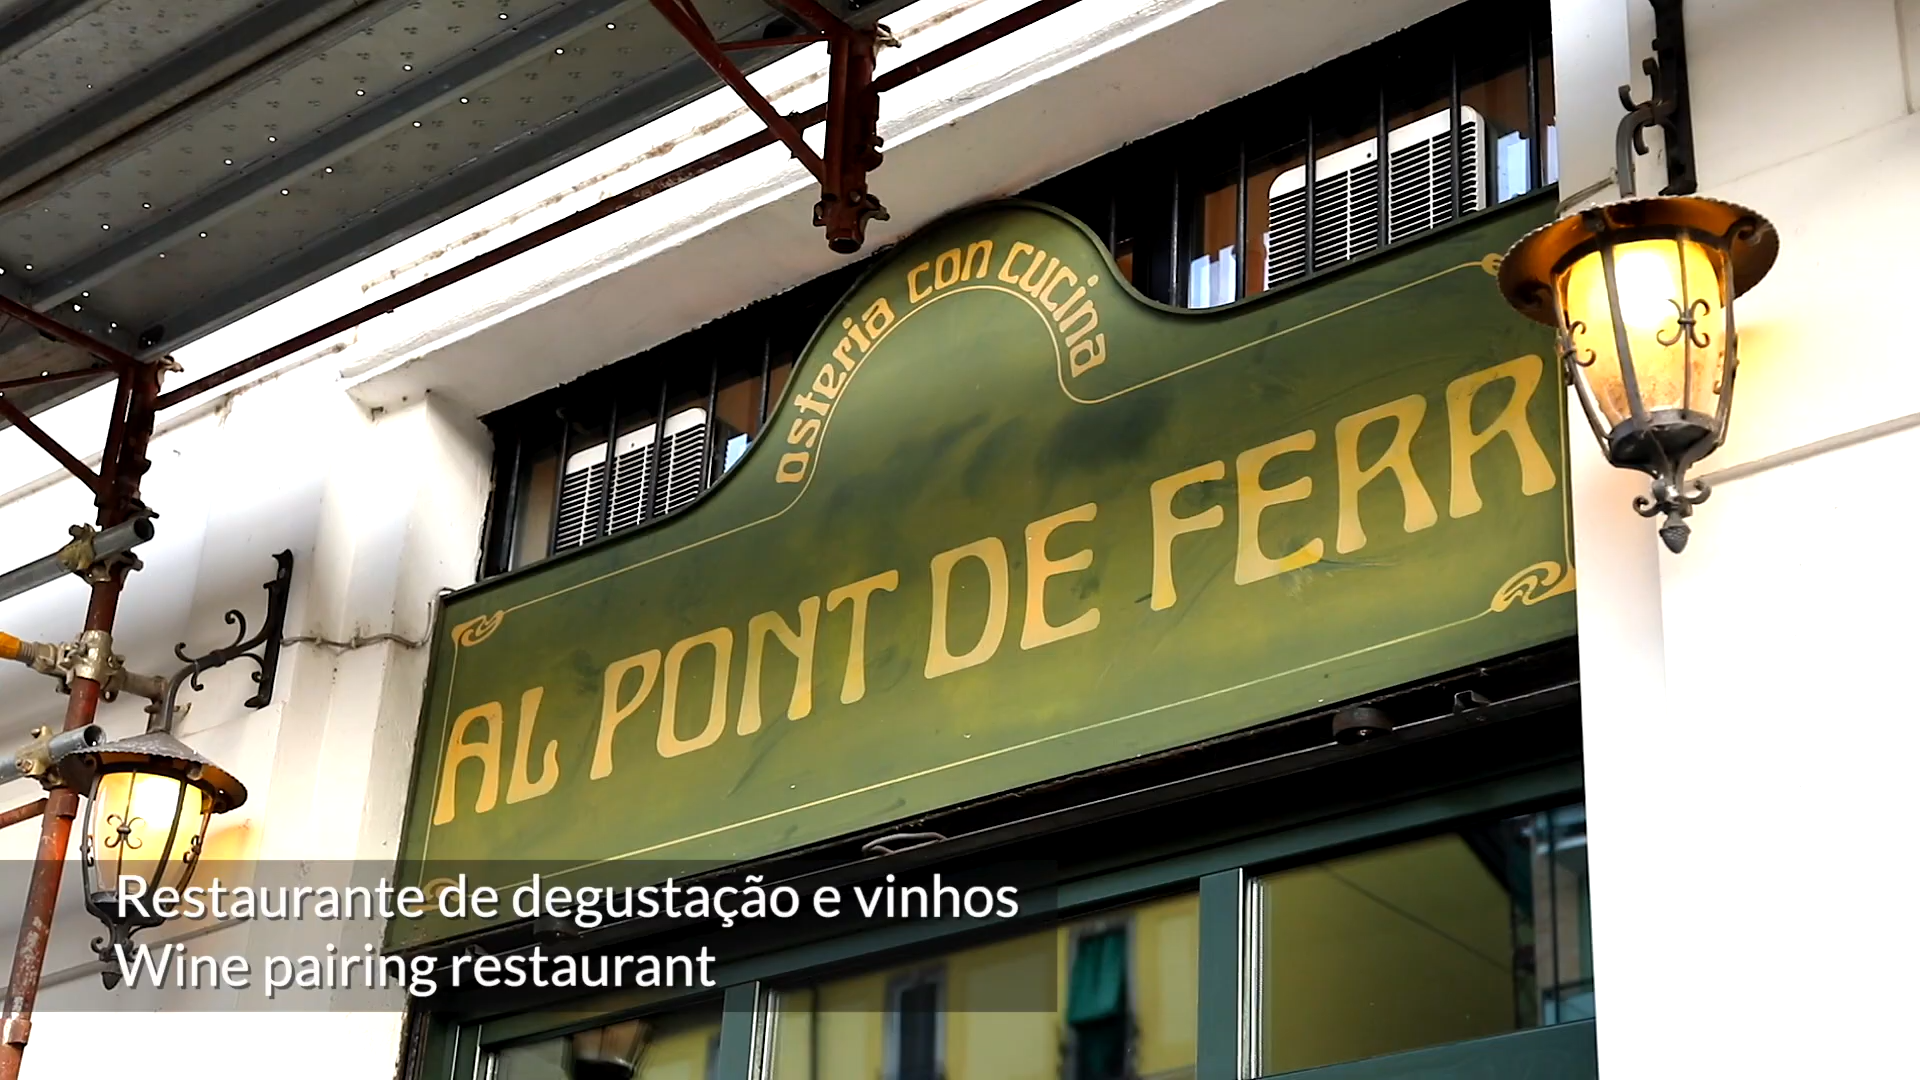 osteria con cucina
AL PONT DE FERR
Restaurante de degustação e vinhos
Wine pairing restaurant